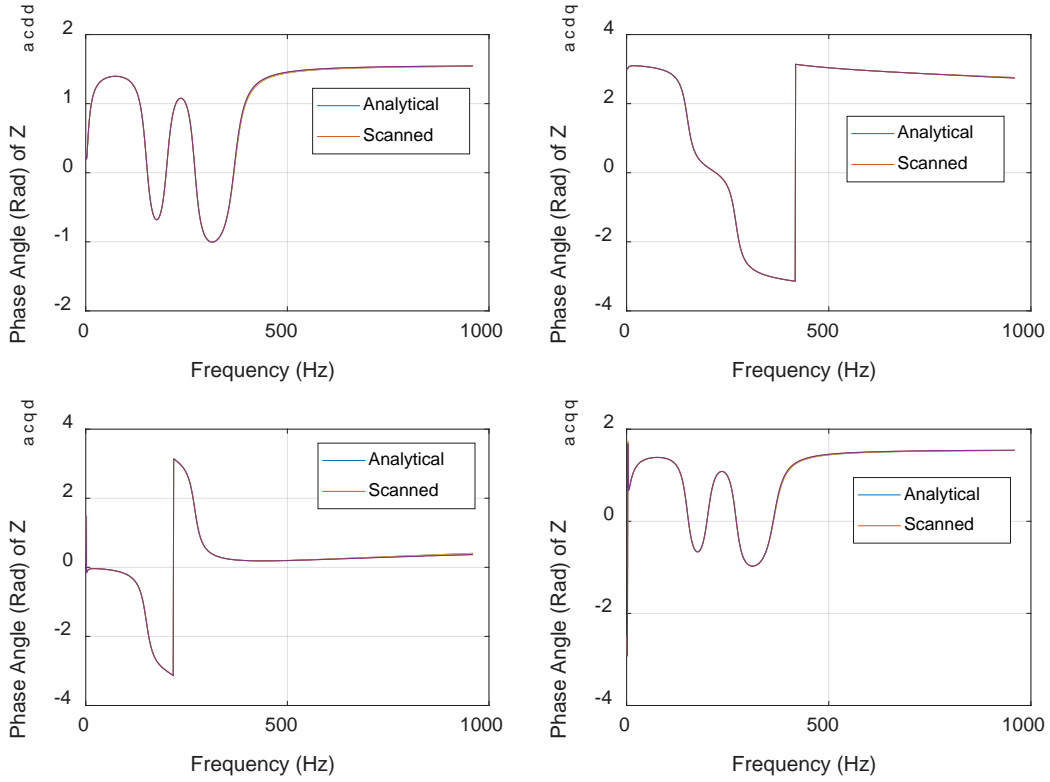 Phase Angle (Rad) of Z acdd
2
1
0
-1
-2
0 500 1000
Frequency (Hz)
Analytical
Scanned
Phase Angle (Rad) of Z acdq
4
2
0
-2
-4
0 500 1000
Frequency (Hz)
Analytical
Scanned
Phase Angle (Rad) of Z acqd
4
2
0
-2
-4
0 500 1000
Frequency (Hz)
Analytical
Scanned
Phase Angle (Rad) of Z acqq
2
0
-2
-4
0 500 1000
Frequency (Hz)
Analytical
Scanned